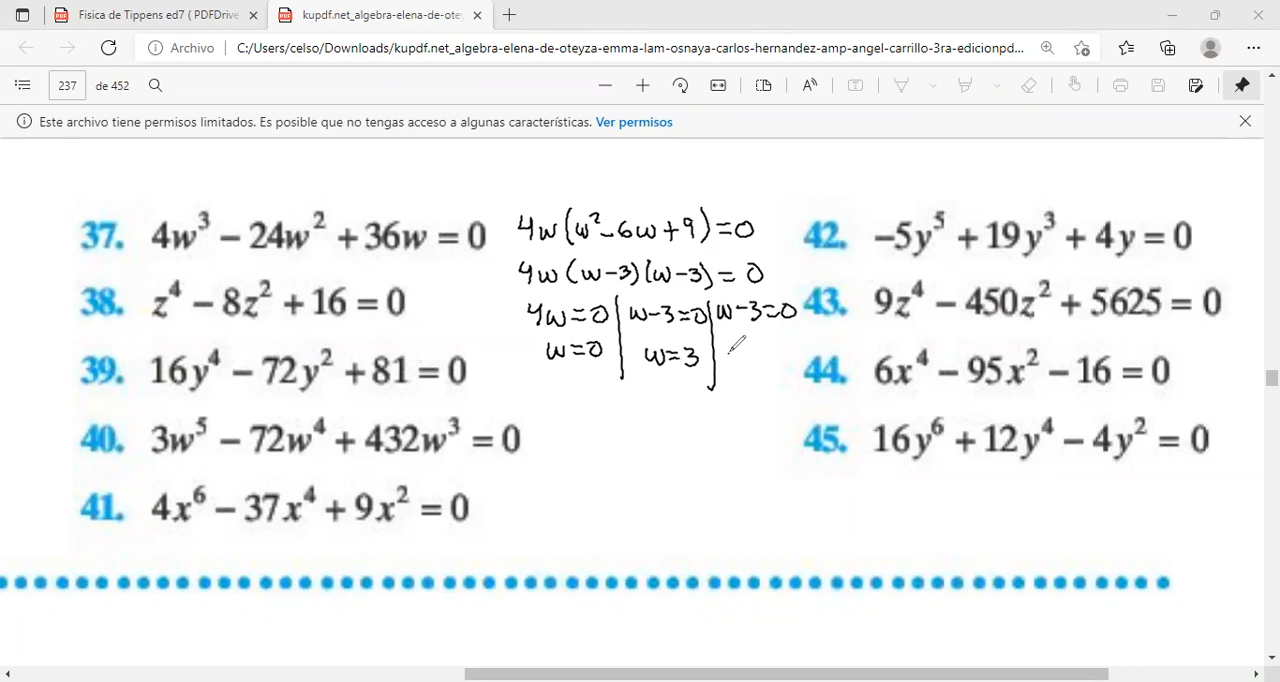 Fisica de Tippens ed7 ( PDFDrive
kupdf.net_algebra-elena-de-otey
Archivo
C:/Users/celso/Downloads/kupdf.net_algebra-elena-de-oteyza-emma-lam-osnaya-carlos-hernandez-amp-angel-carrillo-3ra-edicionpd...
237 de 452
Este archivo tiene permisos limitados. Es posible que no tengas acceso a algunas características. Ver permisos
37. 4w³ − 24w² + 36w = 0
38. z⁴ − 8z² + 16 = 0
39. 16y⁴ − 72y² + 81 = 0
40. 3w⁵ − 72w⁴ + 432w³ = 0
41. 4x⁶ − 37x⁴ + 9x² = 0
4w(w²−6w+9)=0
4w(w−3)(w−3)=0
4w=0 | w−3=0 | w−3=0
w=0 | w=3 |
42. −5y⁵ + 19y³ + 4y = 0
43. 9z⁴ − 450z² + 5625 = 0
44. 6x⁴ − 95x² − 16 = 0
45. 16y⁶ + 12y⁴ − 4y² = 0